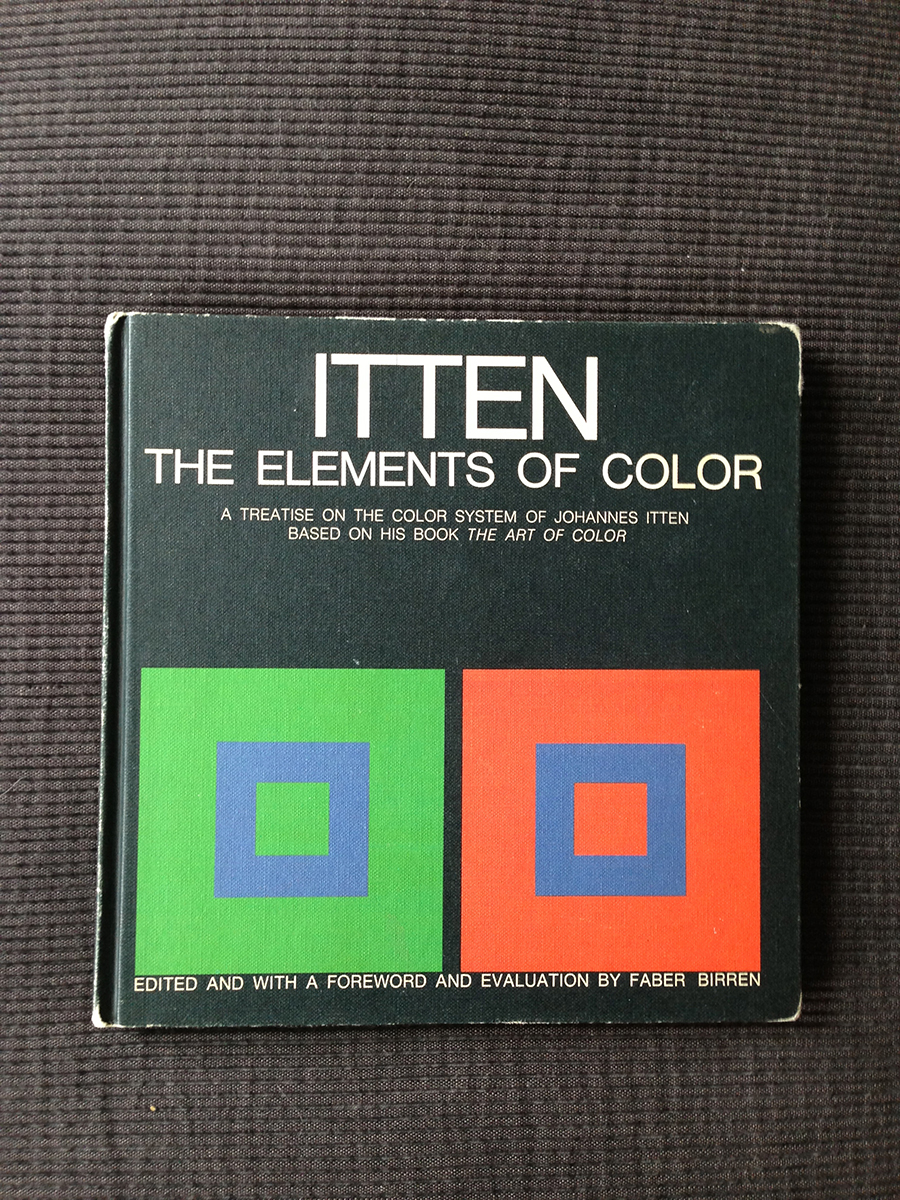 ITTEN
THE ELEMENTS OF COLOR
A TREATISE ON THE COLOR SYSTEM OF JOHANNES ITTEN
BASED ON HIS BOOK THE ART OF COLOR
EDITED AND WITH A FOREWORD AND EVALUATION BY FABER BIRREN